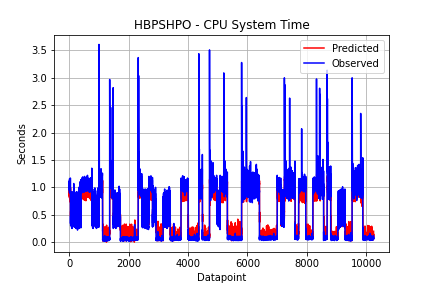 HBPSHPO - CPU System Time
Predicted
Observed
Seconds
3.5
3.0
2.5
2.0
1.5
1.0
0.5
0.0
0
2000
4000
6000
8000
10000
Datapoint